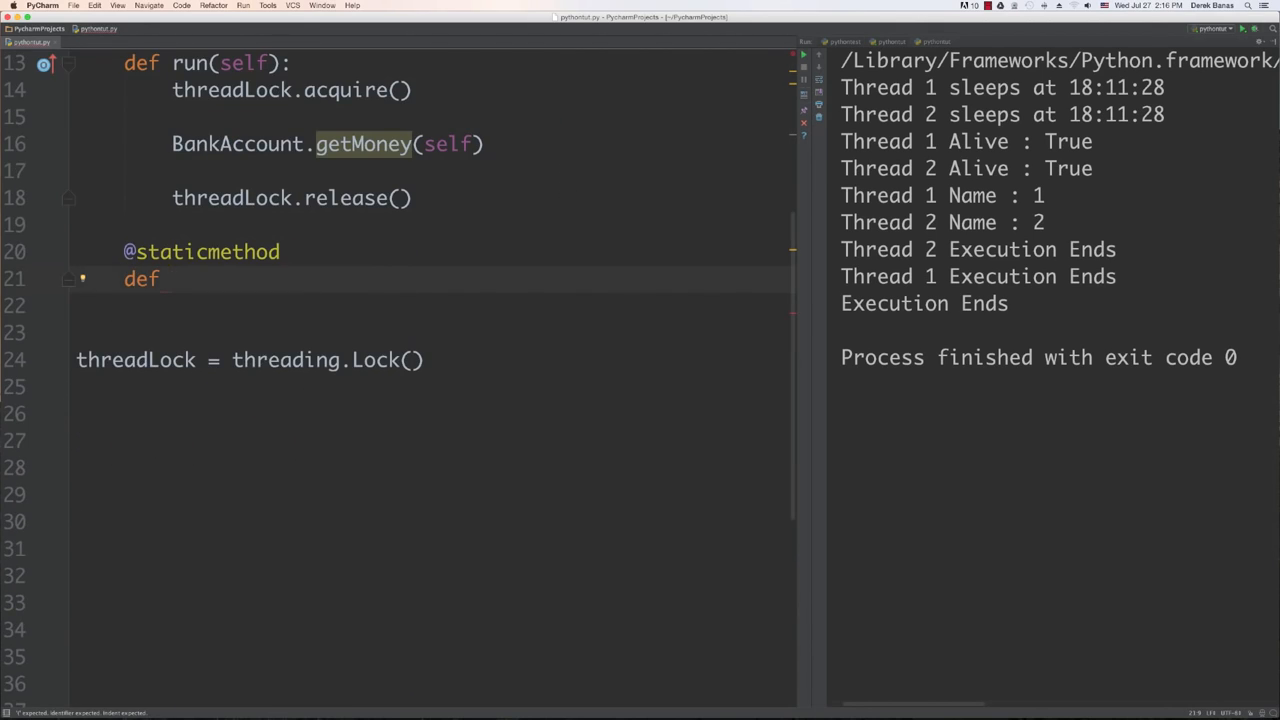 PyCharm File Edit View Navigate Code Refactor Run Tools VCS Window Help
10 Wed Jul 27 2:16 PM Derek Banas
pythontut.py - PycharmProjects - [~/PycharmProjects]
PycharmProjects pythontut.py pythontut
pythontut.py Run: pythontest pythontut pythontut
13 def run(self):
14 threadLock.acquire()
15
16 BankAccount.getMoney(self)
17
18 threadLock.release()
19
20 @staticmethod
21 def
22
23
24 threadLock = threading.Lock()
25
26
27
28
29
30
31
32
33
34
35
36
/Library/Frameworks/Python.framework/
Thread 1 sleeps at 18:11:28
Thread 2 sleeps at 18:11:28
Thread 1 Alive : True
Thread 2 Alive : True
Thread 1 Name : 1
Thread 2 Name : 2
Thread 2 Execution Ends
Thread 1 Execution Ends
Execution Ends
Process finished with exit code 0
'(' expected. Identifier expected. Indent expected.
21:9 LF÷ UTF-8÷